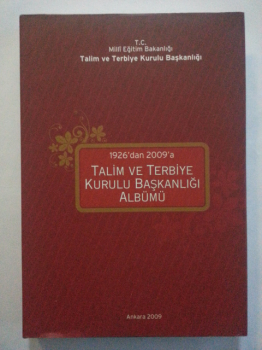 T.C.
Millî Eğitim Bakanlığı
Talim ve Terbiye Kurulu Başkanlığı
1926'dan 2009'a
TALİM VE TERBİYE
KURULU BAŞKANLIĞI
ALBÜMÜ
Ankara 2009